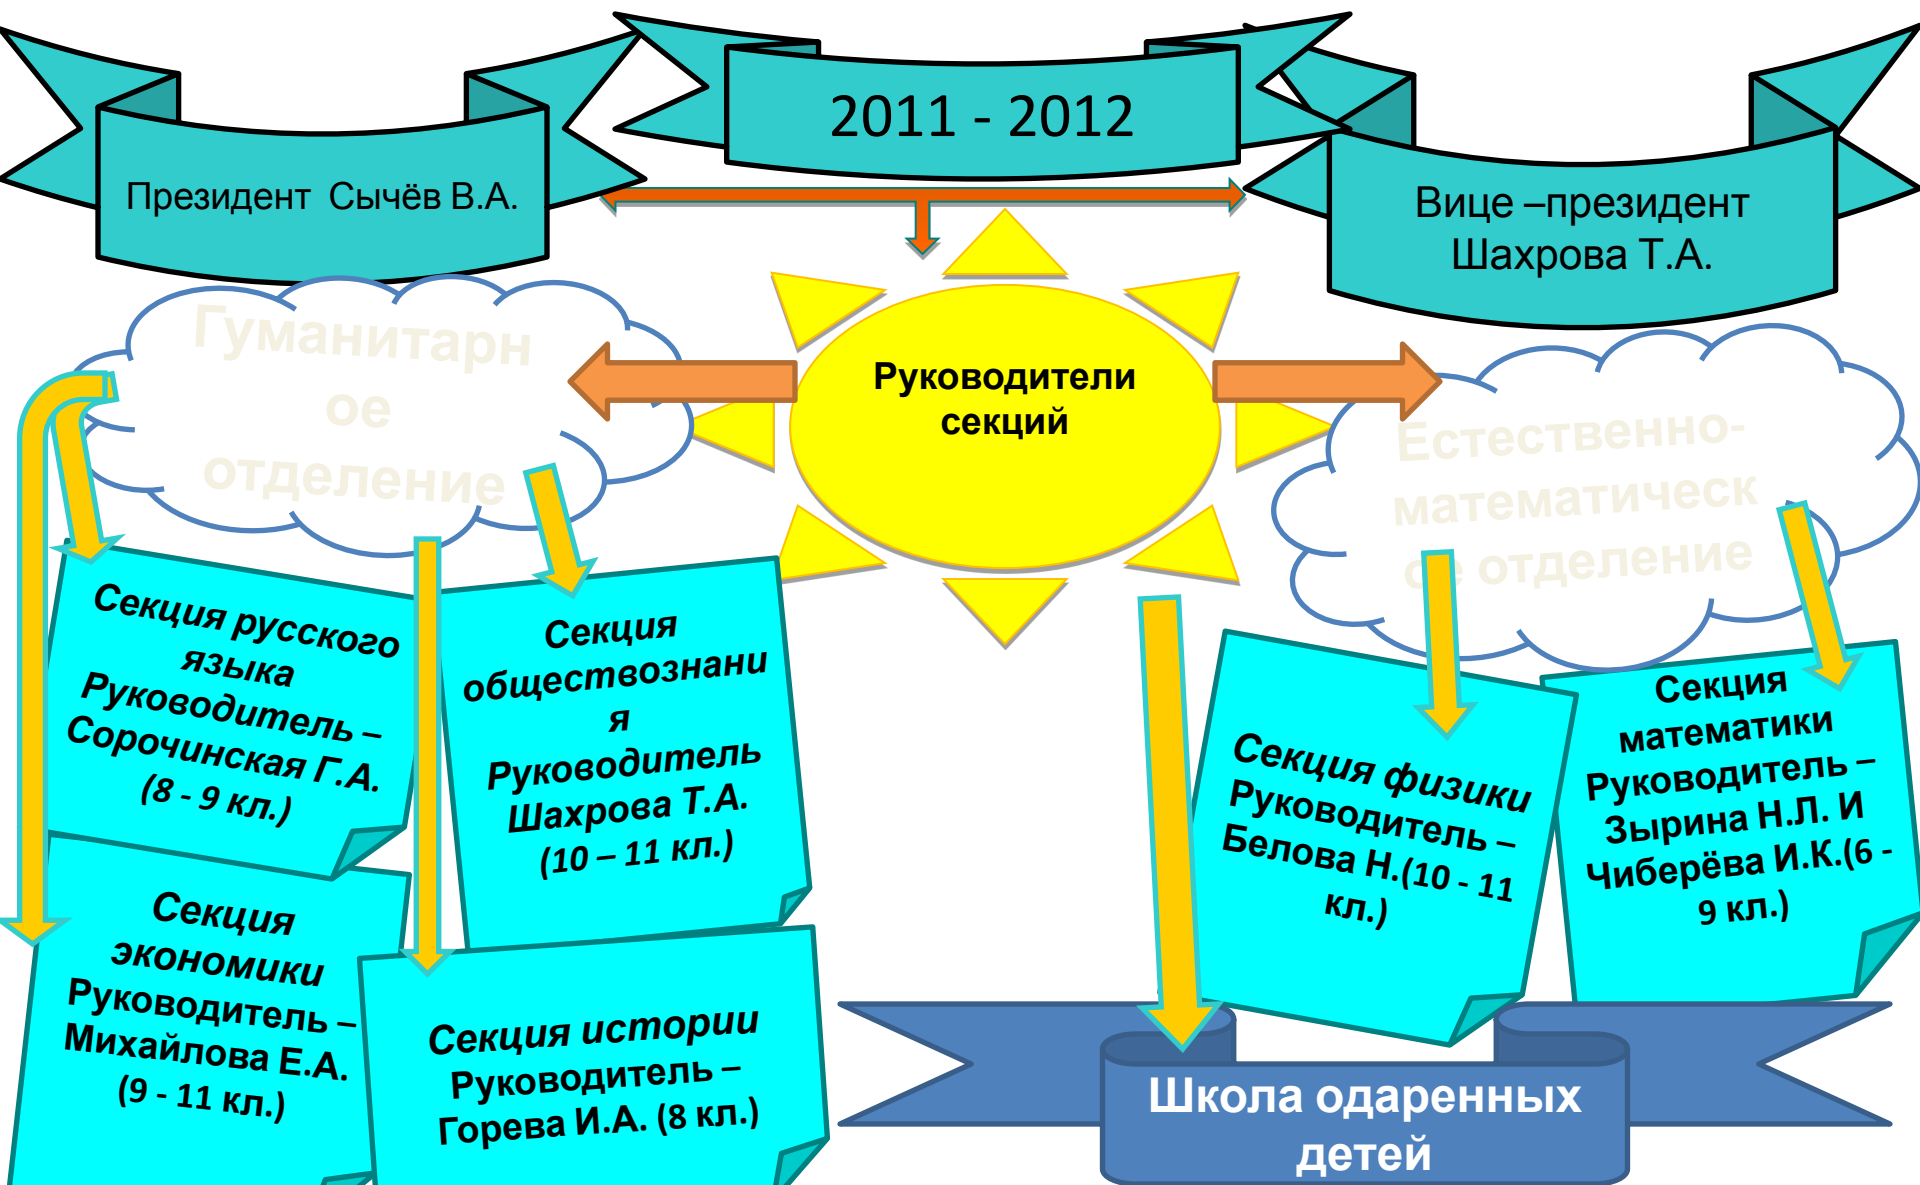 2011 - 2012
Президент Сычёв В.А.
Вице –президент
Шахрова Т.А.
Руководители
секций
Гуманитарн
ое
отделение
Естественно-
математическ
ое отделение
Секция русского
языка
Руководитель –
Сорочинская Г.А.
(8 - 9 кл.)
Секция
обществознани
я
Руководитель
Шахрова Т.А.
(10 – 11 кл.)
Секция физики
Руководитель –
Белова Н.(10 - 11
кл.)
Секция
математики
Руководитель –
Зырина Н.Л. И
Чиберёва И.К.(6 -
9 кл.)
Секция
экономики
Руководитель –
Михайлова Е.А.
(9 - 11 кл.)
Секция истории
Руководитель –
Горева И.А. (8 кл.)
Школа одаренных
детей